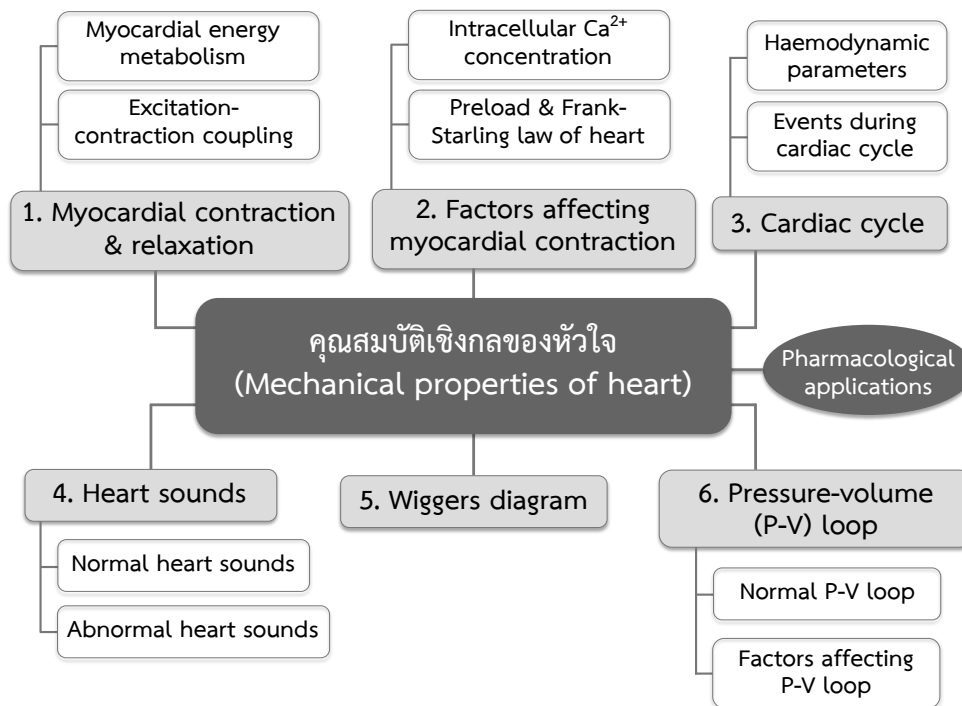 Myocardial energy
metabolism
Excitation-
contraction coupling
1. Myocardial contraction
& relaxation
Intracellular Ca²⁺
concentration
Preload & Frank-
Starling law of heart
2. Factors affecting
myocardial contraction
Haemodynamic
parameters
Events during
cardiac cycle
3. Cardiac cycle
คุณสมบัติเชิงกลของหัวใจ
(Mechanical properties of heart)
Pharmacological
applications
4. Heart sounds
Normal heart sounds
Abnormal heart sounds
5. Wiggers diagram
6. Pressure-volume
(P-V) loop
Normal P-V loop
Factors affecting
P-V loop